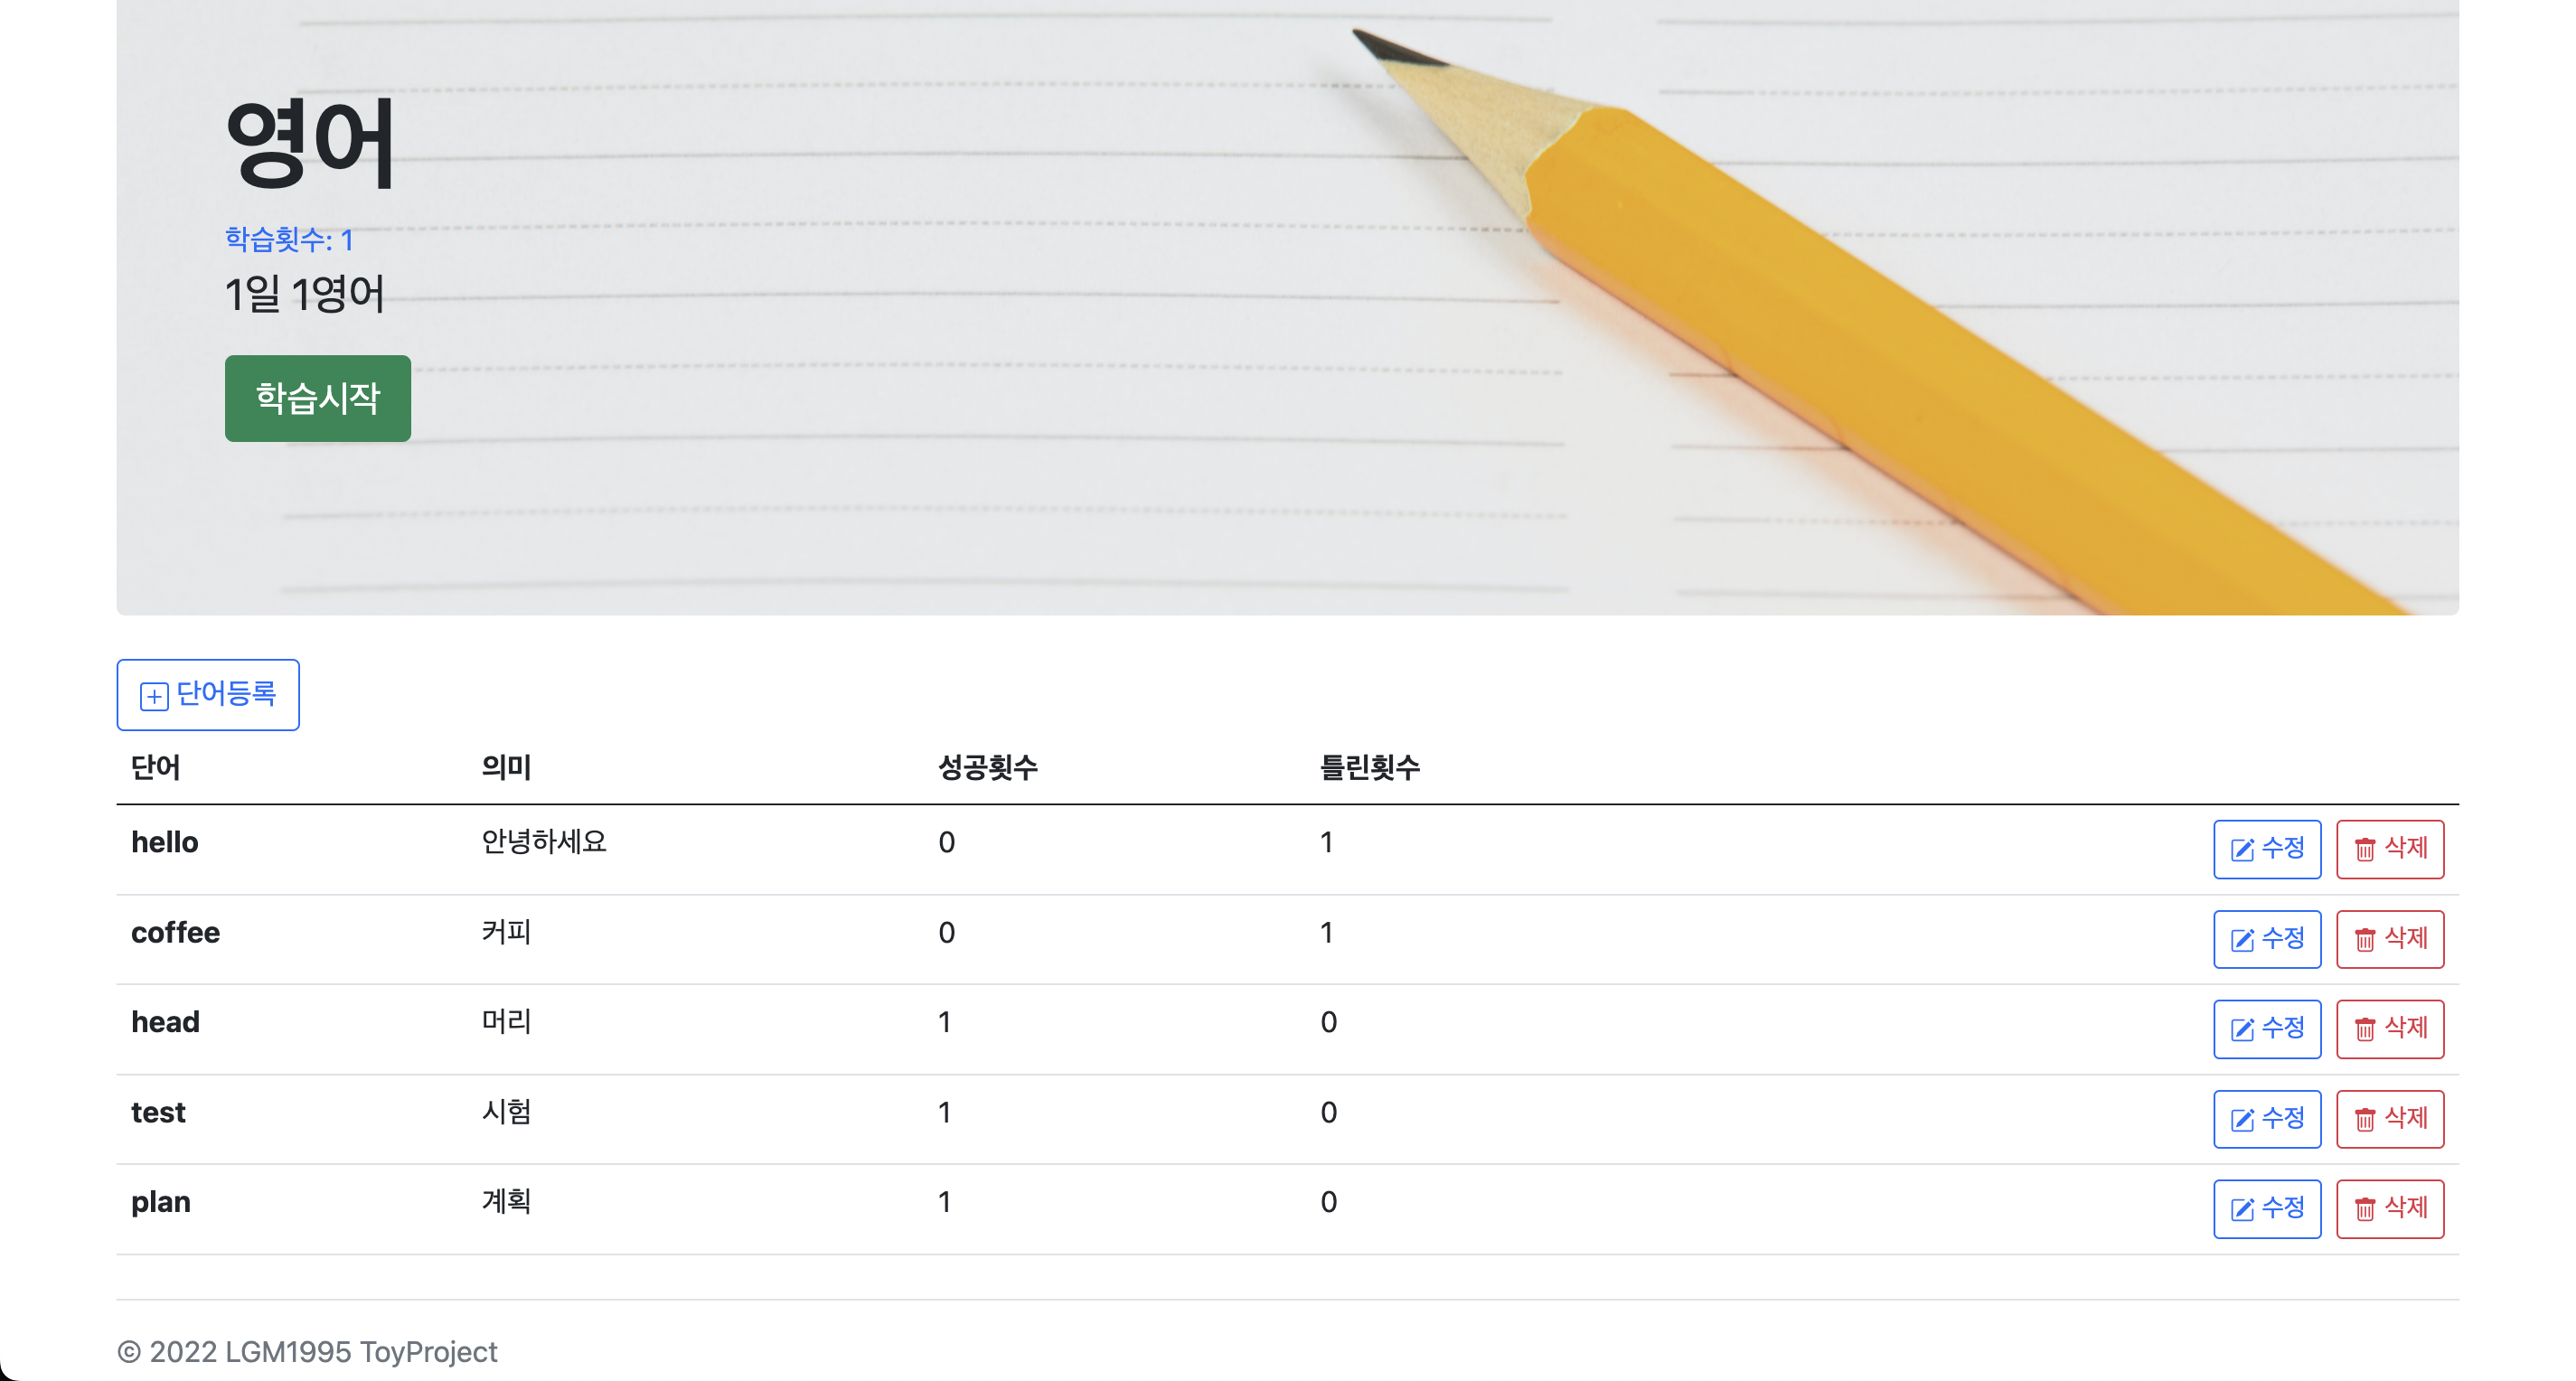 영어
학습횟수: 1
1일 1영어
학습시작
단어등록
단어 의미 성공횟수 틀린횟수
hello 안녕하세요 0 1 수정 삭제
coffee 커피 0 1 수정 삭제
head 머리 1 0 수정 삭제
test 시험 1 0 수정 삭제
plan 계획 1 0 수정 삭제
© 2022 LGM1995 ToyProject